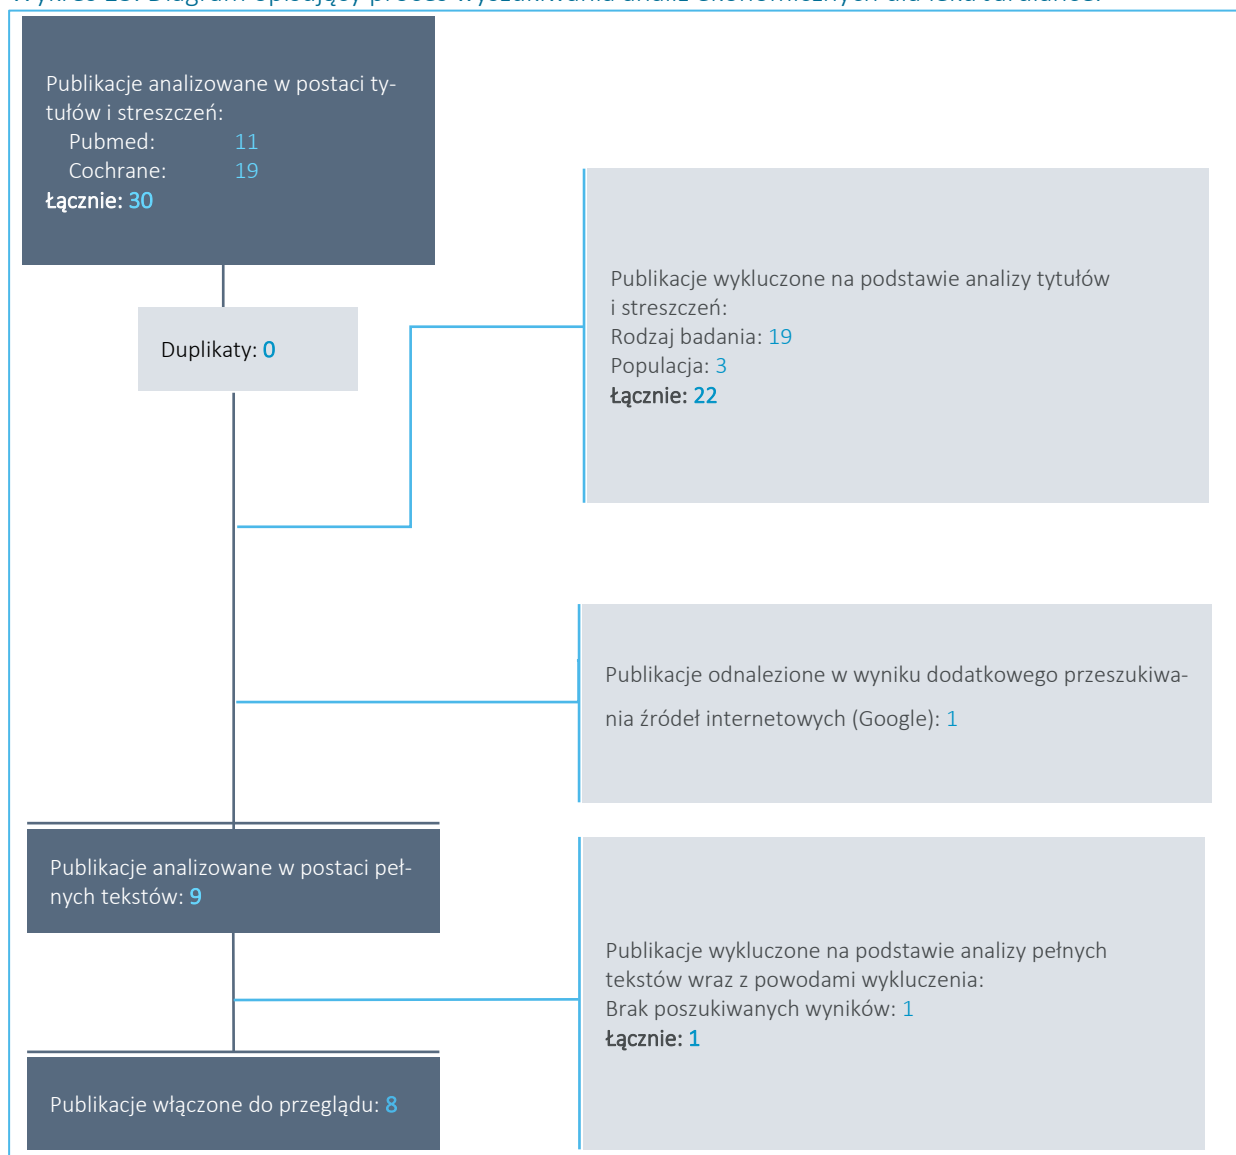 Publikacje analizowane w postaci ty-
tułów i streszczeń:
Pubmed: 11
Cochrane: 19
Łącznie: 30
Duplikaty: 0
Publikacje wykluczone na podstawie analizy tytułów
i streszczeń:
Rodzaj badania: 19
Populacja: 3
Łącznie: 22
Publikacje odnalezione w wyniku dodatkowego przeszukiwa-
nia źródeł internetowych (Google): 1
Publikacje analizowane w postaci peł-
nych tekstów: 9
Publikacje wykluczone na podstawie analizy pełnych
tekstów wraz z powodami wykluczenia:
Brak poszukiwanych wyników: 1
Łącznie: 1
Publikacje włączone do przeglądu: 8